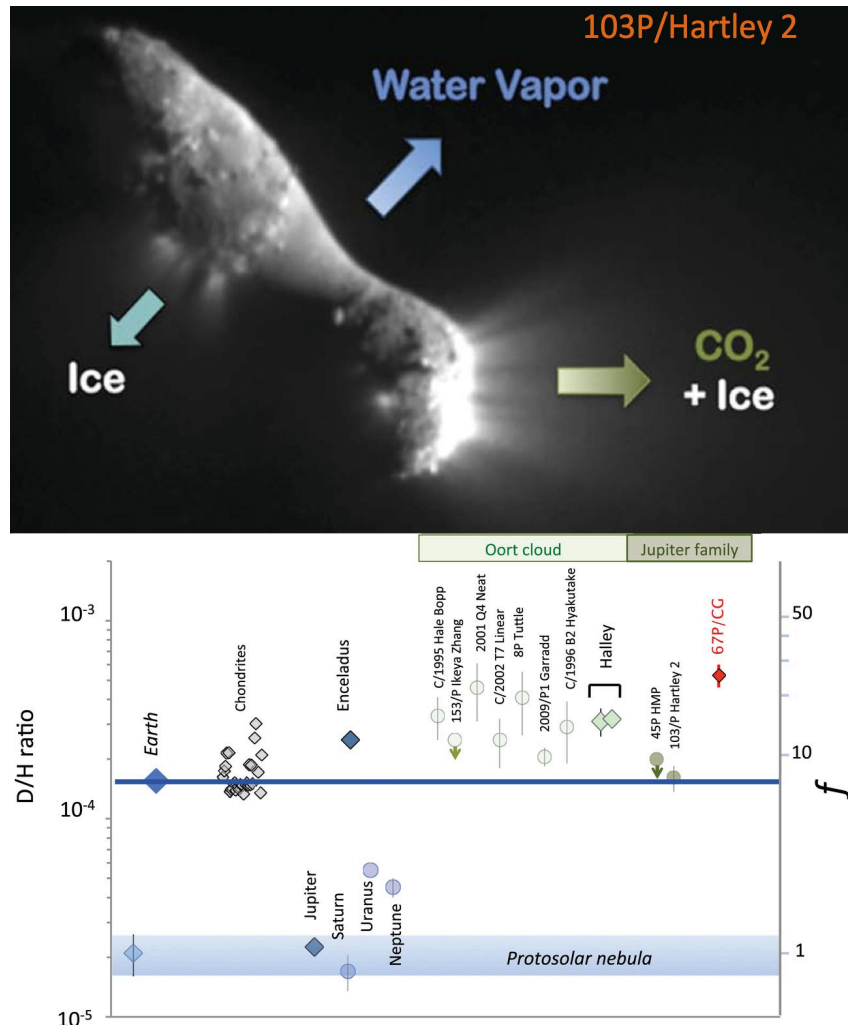 103P/Hartley 2
Water Vapor
Ice
CO₂
+ Ice
Oort cloud
Jupiter family
10⁻³
10⁻⁴
10⁻⁵
D/H ratio
Earth
Chondrites
Enceladus
C/1995 Hale Bopp
153/P Ikeya Zhang
2001 Q4 Neat
C/2002 T7 Linear
8P Tuttle
2009/P1 Garradd
C/1996 B2 Hyakutake
Halley
45P HMP
103/P Hartley 2
67P/CG
50
10
1
f
Jupiter
Saturn
Uranus
Neptune
Protosolar nebula